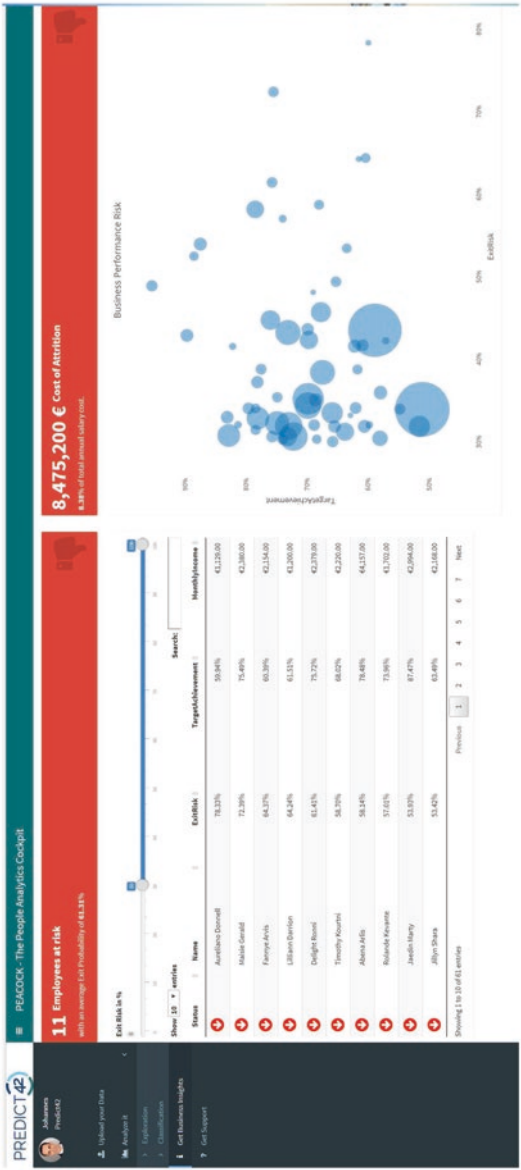 PREDICT42
PEACOCK - The People Analytics Cockpit
Johannes
Predict42
Upload your Data
Analyze it
Exploration
Classification
Get Business Insights
Get Support
11 Employees at risk
with an average Exit Probability of 61.31%
8,475,200 € Cost of Attrition
6.38% of total annual salary cost.
Exit Risk in %
Show 10 entries
Search:
Status Name ExitRisk TargetAchievement MonthlyIncome
Aureliano Donnell 78.33% 59.94% €3,129.00
Maisie Gerald 72.39% 75.49% €2,380.00
Fannye Arvis 64.37% 60.39% €2,154.00
Lilliann Darrion 64.24% 61.51% €1,200.00
Delight Ronni 61.41% 75.72% €2,379.00
Timothy Kourtni 58.70% 68.02% €2,220.00
Abena Arlis 58.14% 78.48% €4,157.00
Rolande Kevante 57.01% 73.96% €1,702.00
Jaedin Marty 53.93% 87.47% €2,994.00
Jillyn Shara 53.42% 63.49% €2,168.00
Showing 1 to 10 of 61 entries
Previous 1 2 3 4 5 6 7 Next
Business Performance Risk
TargetAchievement
90%
80%
70%
60%
50%
30% 40% 50% 60% 70% 80%
ExitRisk